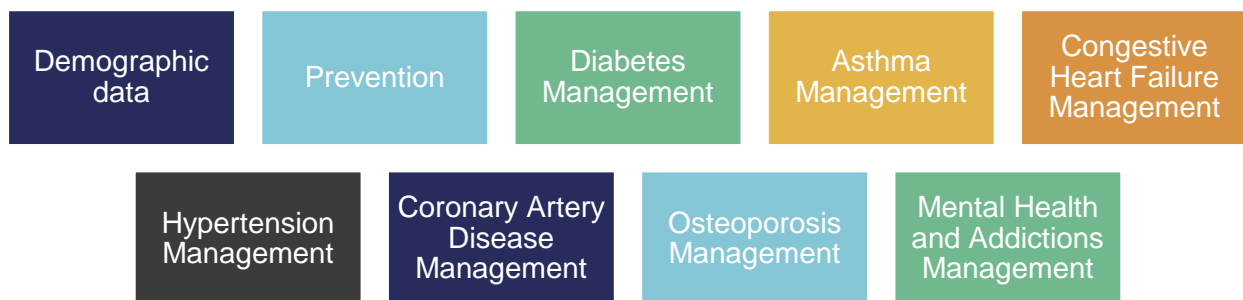 Demographic
data
Prevention
Diabetes
Management
Asthma
Management
Congestive
Heart Failure
Management
Hypertension
Management
Coronary Artery
Disease
Management
Osteoporosis
Management
Mental Health
and Addictions
Management